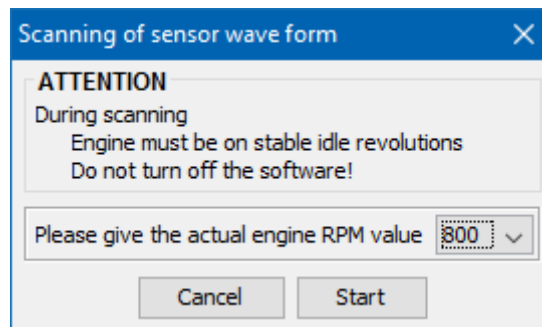 Scanning of sensor wave form
ATTENTION
During scanning
Engine must be on stable idle revolutions
Do not turn off the software!
Please give the actual engine RPM value 800
Cancel Start